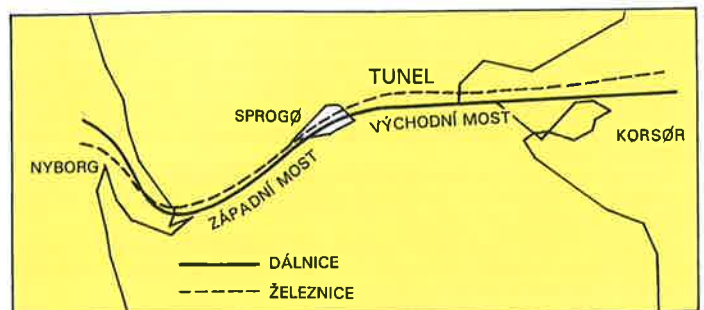 TUNEL
SPROGØ
VÝCHODNÍ MOST
KORSØR
NYBORG
ZÁPADNÍ MOST
DÁLNICE
ŽELEZNICE